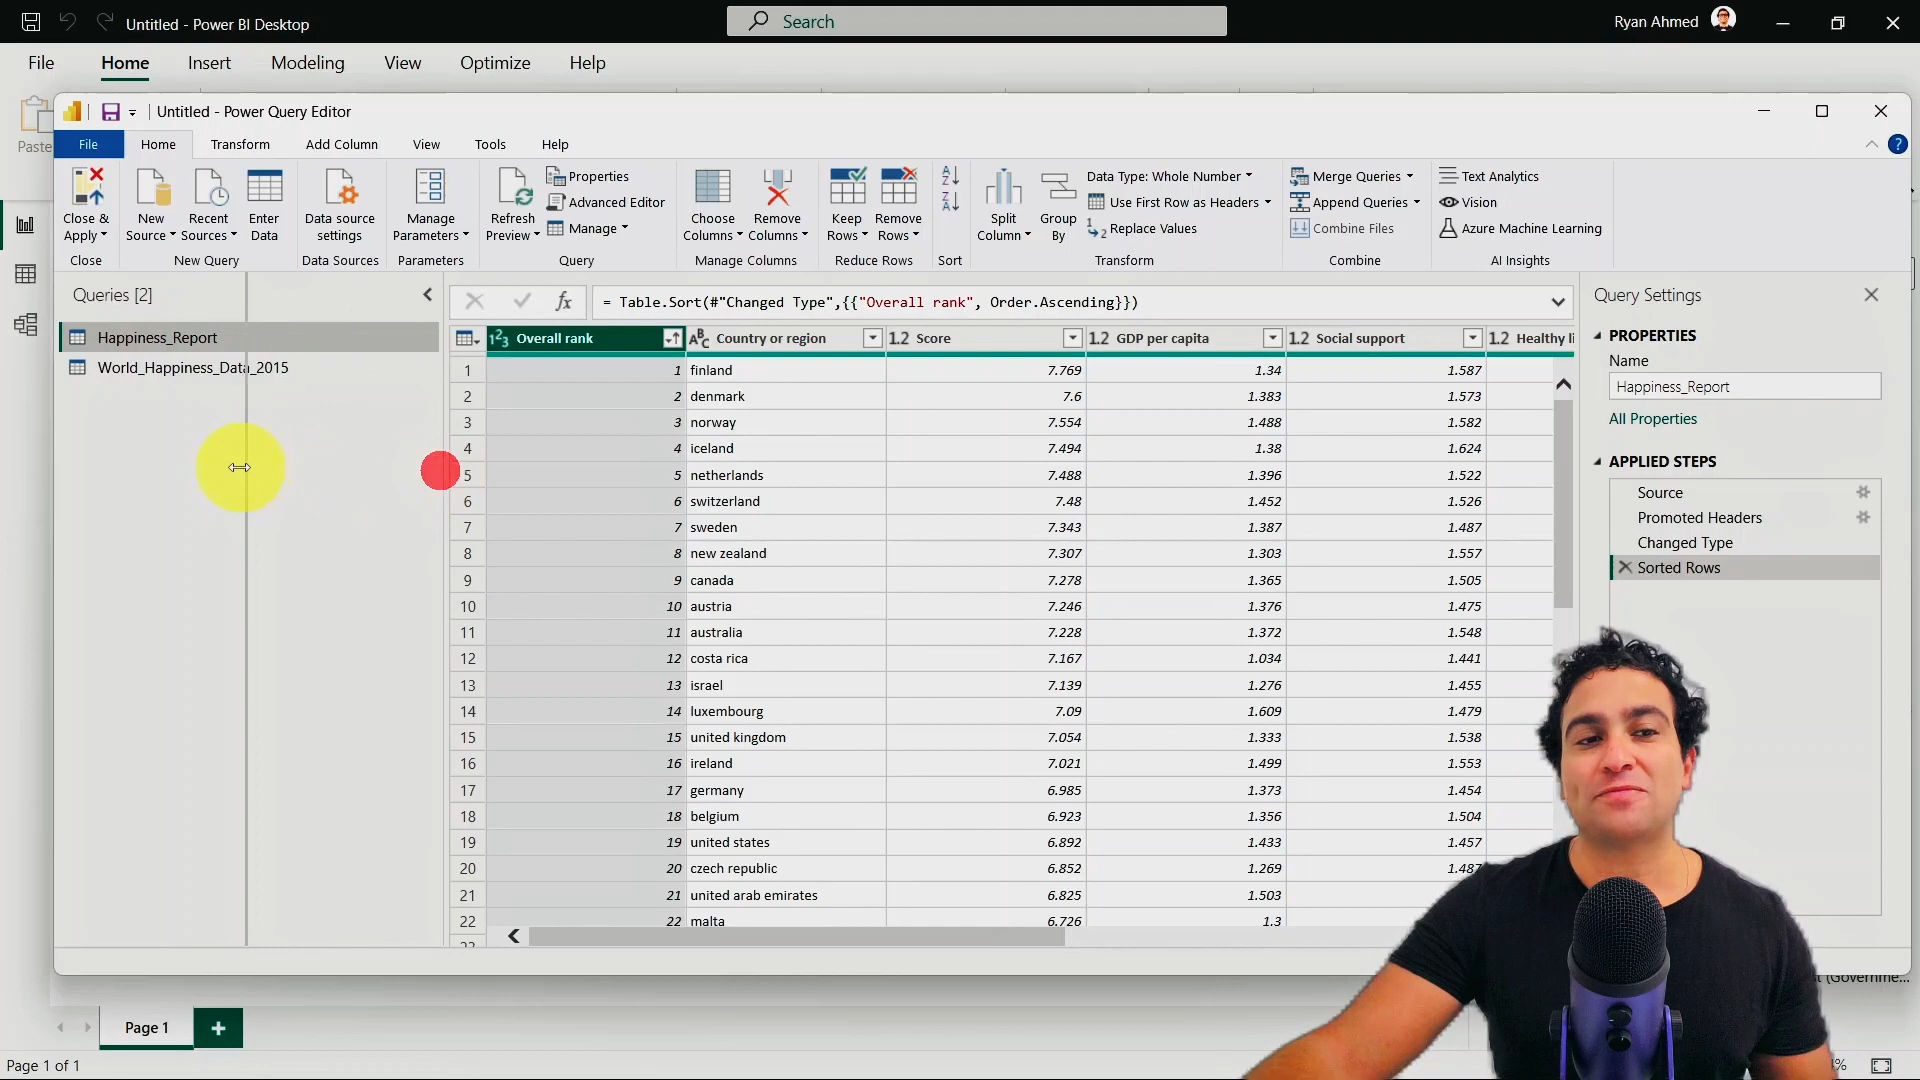 Untitled - Power BI Desktop
Search
Ryan Ahmed
File Home Insert Modeling View Optimize Help
Paste
Untitled - Power Query Editor
File Home Transform Add Column View Tools Help
Close & Apply
New Source
Recent Sources
Enter Data
Data source settings
Manage Parameters
Refresh Preview
Properties
Advanced Editor
Manage
Choose Columns
Remove Columns
Keep Rows
Remove Rows
Split Column
Group By
Data Type: Whole Number
Use First Row as Headers
Replace Values
Merge Queries
Append Queries
Combine Files
Text Analytics
Vision
Azure Machine Learning
Close New Query Data Sources Parameters Query Manage Columns Reduce Rows Sort Transform Combine AI Insights
Queries [2]
Happiness_Report
World_Happiness_Data_2015
= Table.Sort(#"Changed Type",{{"Overall rank", Order.Ascending}})
Overall rank Country or region 1.2 Score 1.2 GDP per capita 1.2 Social support 1.2 Healthy li
1 1 finland 7.769 1.34 1.587
2 2 denmark 7.6 1.383 1.573
3 3 norway 7.554 1.488 1.582
4 4 iceland 7.494 1.38 1.624
5 5 netherlands 7.488 1.396 1.522
6 6 switzerland 7.48 1.452 1.526
7 7 sweden 7.343 1.387 1.487
8 8 new zealand 7.307 1.303 1.557
9 9 canada 7.278 1.365 1.505
10 10 austria 7.246 1.376 1.475
11 11 australia 7.228 1.372 1.548
12 12 costa rica 7.167 1.034 1.441
13 13 israel 7.139 1.276 1.455
14 14 luxembourg 7.09 1.609 1.479
15 15 united kingdom 7.054 1.333 1.538
16 16 ireland 7.021 1.499 1.553
17 17 germany 6.985 1.373 1.454
18 18 belgium 6.923 1.356 1.504
19 19 united states 6.892 1.433 1.457
20 20 czech republic 6.852 1.269 1.487
21 21 united arab emirates 6.825 1.503
22 22 malta 6.726 1.3
Query Settings
PROPERTIES
Name
Happiness_Report
All Properties
APPLIED STEPS
Source
Promoted Headers
Changed Type
Sorted Rows
(Governme...
Page 1
Page 1 of 1